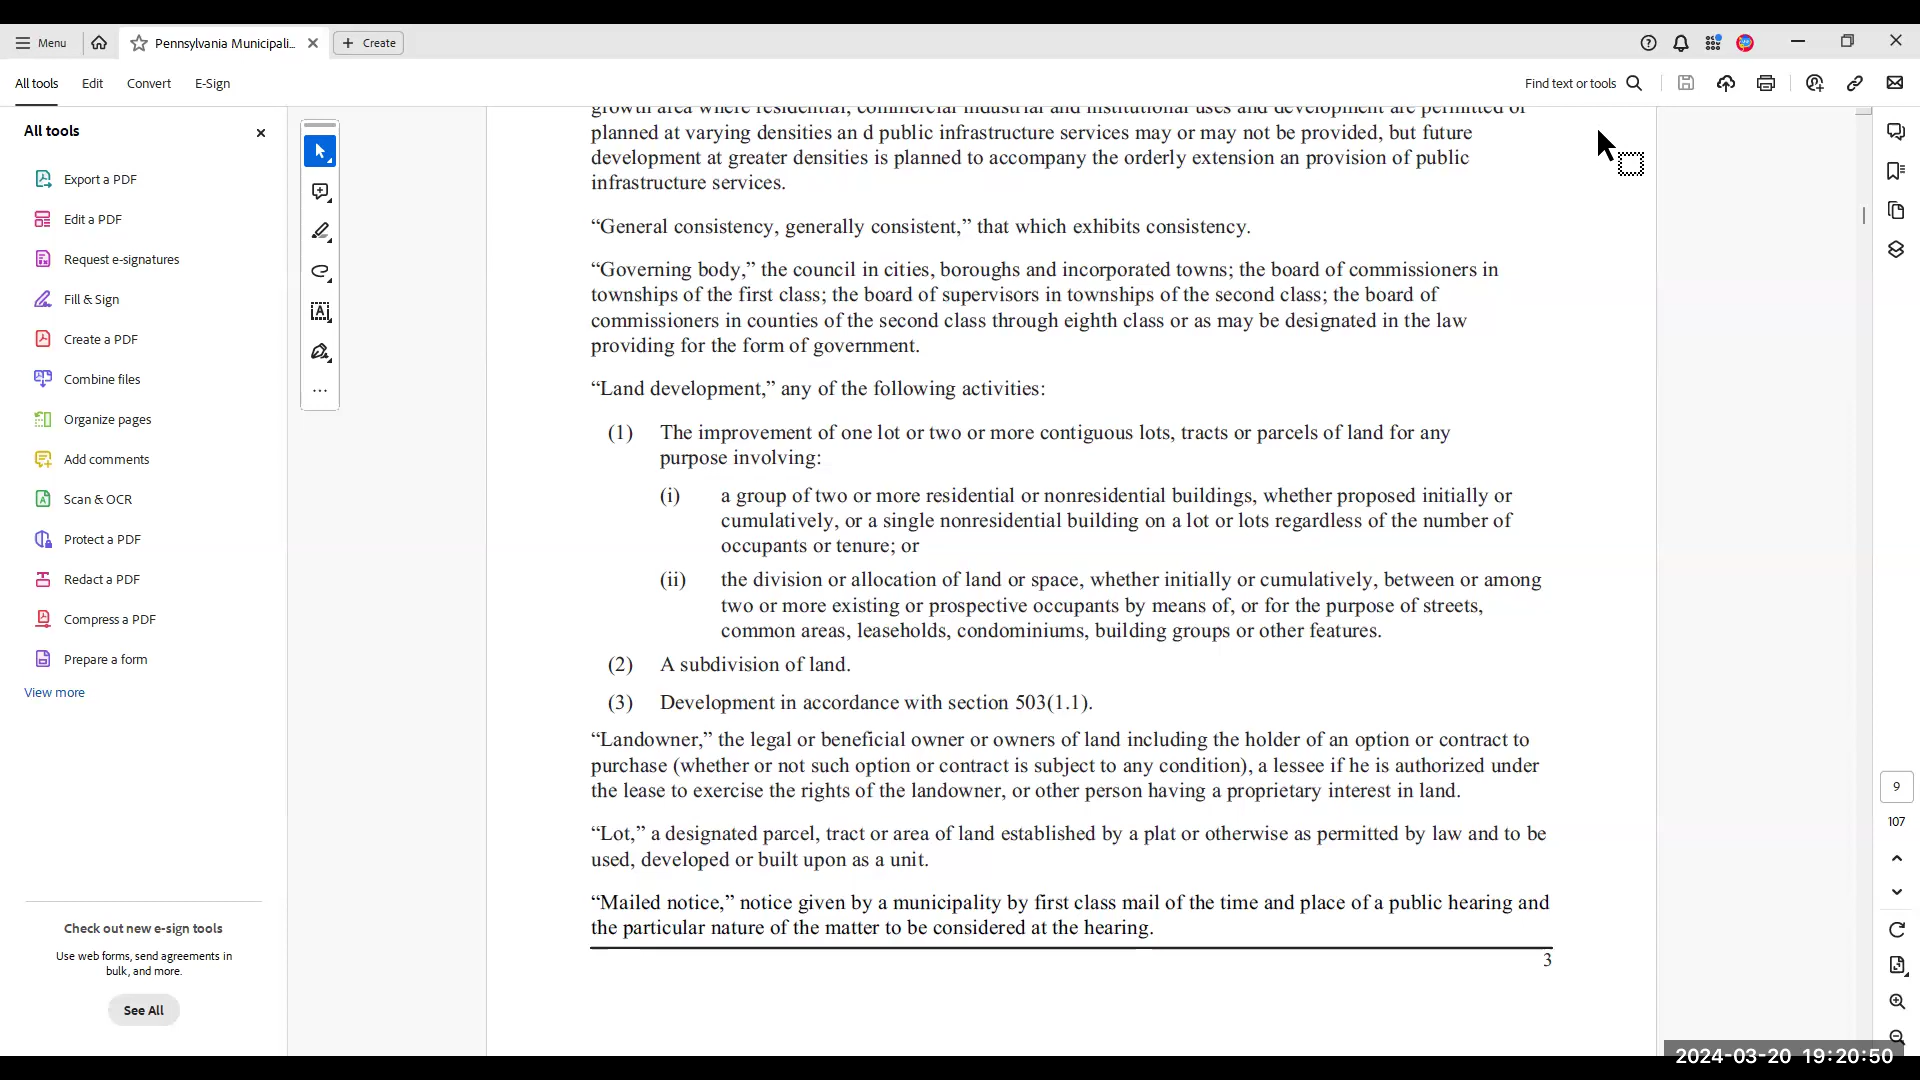 Menu
Pennsylvania Municipali...
Create
All tools
Edit
Convert
E-Sign
Find text or tools
All tools
Export a PDF
Edit a PDF
Request e-signatures
Fill & Sign
Create a PDF
Combine files
Organize pages
Add comments
Scan & OCR
Protect a PDF
Redact a PDF
Compress a PDF
Prepare a form
View more
Check out new e-sign tools
Use web forms, send agreements in
bulk, and more.
See All
growth area where residential, commercial industrial and institutional uses and development are permitted or
planned at varying densities an d public infrastructure services may or may not be provided, but future
development at greater densities is planned to accompany the orderly extension an provision of public
infrastructure services.
“General consistency, generally consistent,” that which exhibits consistency.
“Governing body,” the council in cities, boroughs and incorporated towns; the board of commissioners in
townships of the first class; the board of supervisors in townships of the second class; the board of
commissioners in counties of the second class through eighth class or as may be designated in the law
providing for the form of government.
“Land development,” any of the following activities:
(1) The improvement of one lot or two or more contiguous lots, tracts or parcels of land for any
purpose involving:
(i) a group of two or more residential or nonresidential buildings, whether proposed initially or
cumulatively, or a single nonresidential building on a lot or lots regardless of the number of
occupants or tenure; or
(ii) the division or allocation of land or space, whether initially or cumulatively, between or among
two or more existing or prospective occupants by means of, or for the purpose of streets,
common areas, leaseholds, condominiums, building groups or other features.
(2) A subdivision of land.
(3) Development in accordance with section 503(1.1).
“Landowner,” the legal or beneficial owner or owners of land including the holder of an option or contract to
purchase (whether or not such option or contract is subject to any condition), a lessee if he is authorized under
the lease to exercise the rights of the landowner, or other person having a proprietary interest in land.
“Lot,” a designated parcel, tract or area of land established by a plat or otherwise as permitted by law and to be
used, developed or built upon as a unit.
“Mailed notice,” notice given by a municipality by first class mail of the time and place of a public hearing and
the particular nature of the matter to be considered at the hearing.
3
9
107
2024-03-20 19:20:50